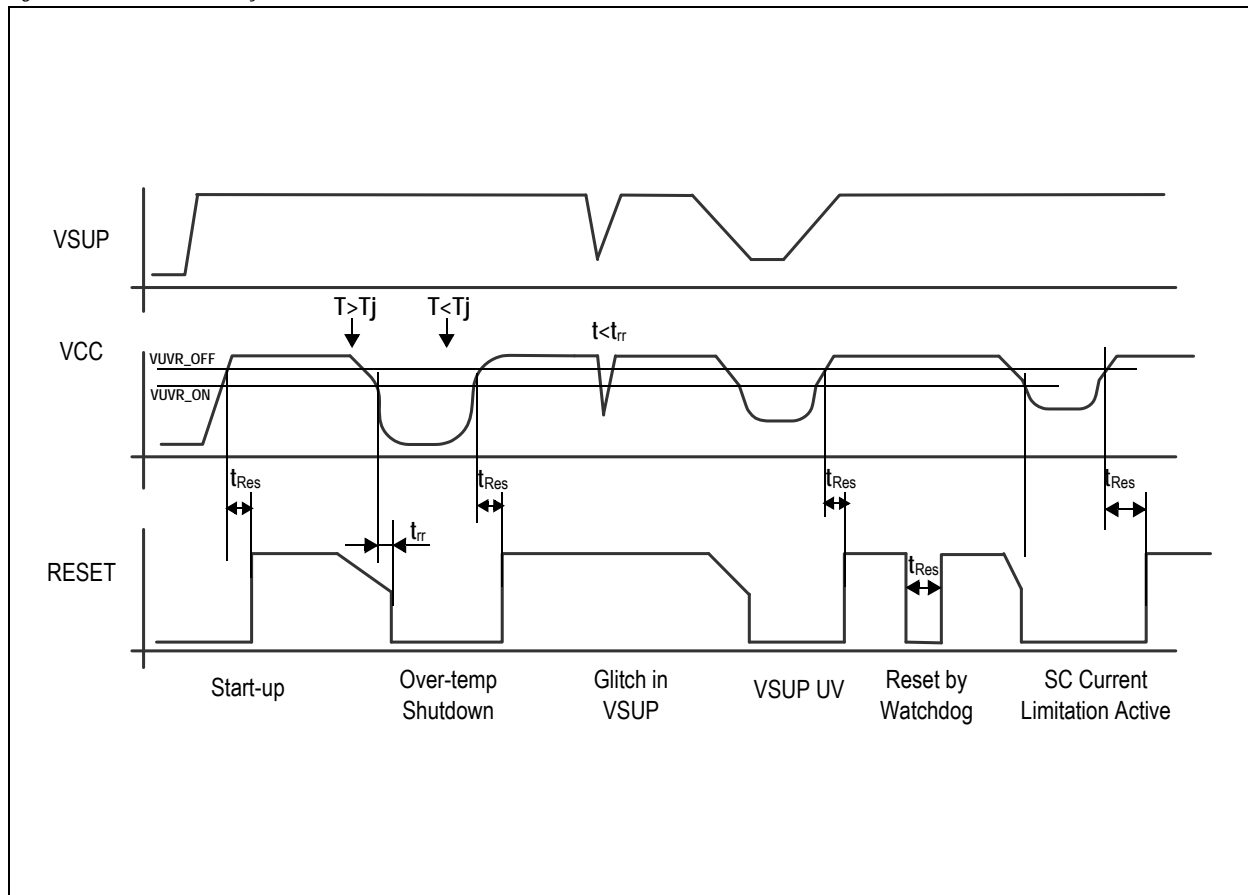 VSUP
T>Tj
T<Tj
t<trr
VCC
VUVR_OFF
VUVR_ON
tRes
tRes
tRes
tRes
trr
RESET
tRes
Start-up
Over-temp
Shutdown
Glitch in
VSUP
VSUP UV
Reset by
Watchdog
SC Current
Limitation Active